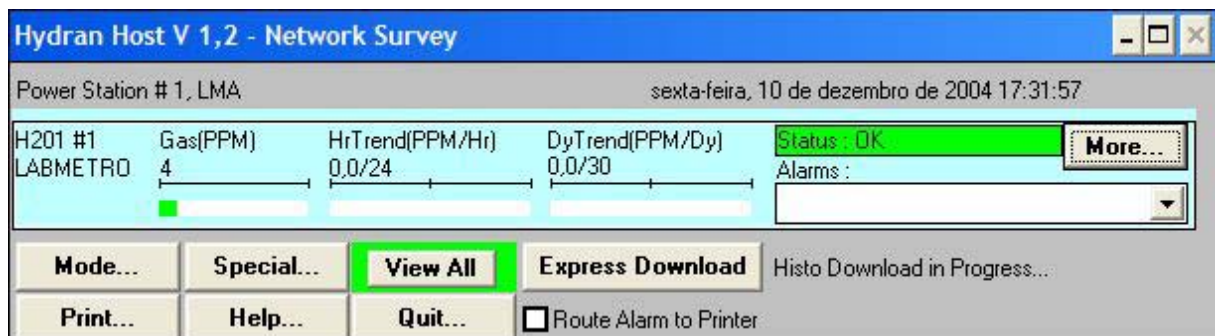 Hydran Host V 1,2 - Network Survey
Power Station # 1, LMA sexta-feira, 10 de dezembro de 2004 17:31:57
H201 #1 Gas(PPM) HrTrend(PPM/Hr) DyTrend(PPM/Dy) Status : OK More...
LABMETRO 4 0,0/24 0,0/30 Alarms :
Mode... Special... View All Express Download Histo Download in Progress...
Print... Help... Quit... Route Alarm to Printer